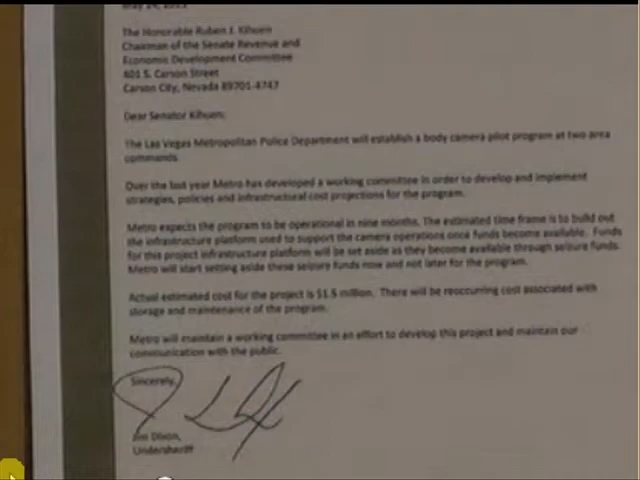 The Honorable Ruben J. Kihuen
Chairman of the Senate Revenue and
Economic Development Committee
401 S. Carson Street
Carson City, Nevada 89701-4747
Dear Senator Kihuen:
The Las Vegas Metropolitan Police Department will establish a body camera pilot program at two area
commands.
Over the last year Metro has developed a working committee in order to develop and implement
strategies, policies and infrastructural cost projections for the program.
Metro expects the program to be operational in nine months. The estimated time frame is to build out
the infrastructure platform used to support the camera operations once funds become available. Funds
for this project infrastructure platform will be set aside as they become available through seizure funds.
Metro will start setting aside these seizure funds now and not later for the program.
Actual estimated cost for the project is $1.5 million. There will be reoccurring cost associated with
storage and maintenance of the program.
Metro will maintain a working committee in an effort to develop this project and maintain our
communication with the public.
Sincerely,
Jim Dixon,
Undersheriff